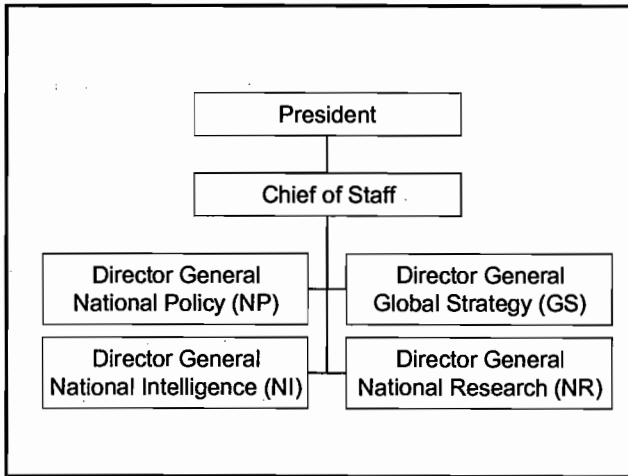 President
Chief of Staff
Director General
National Policy (NP)
Director General
Global Strategy (GS)
Director General
National Intelligence (NI)
Director General
National Research (NR)